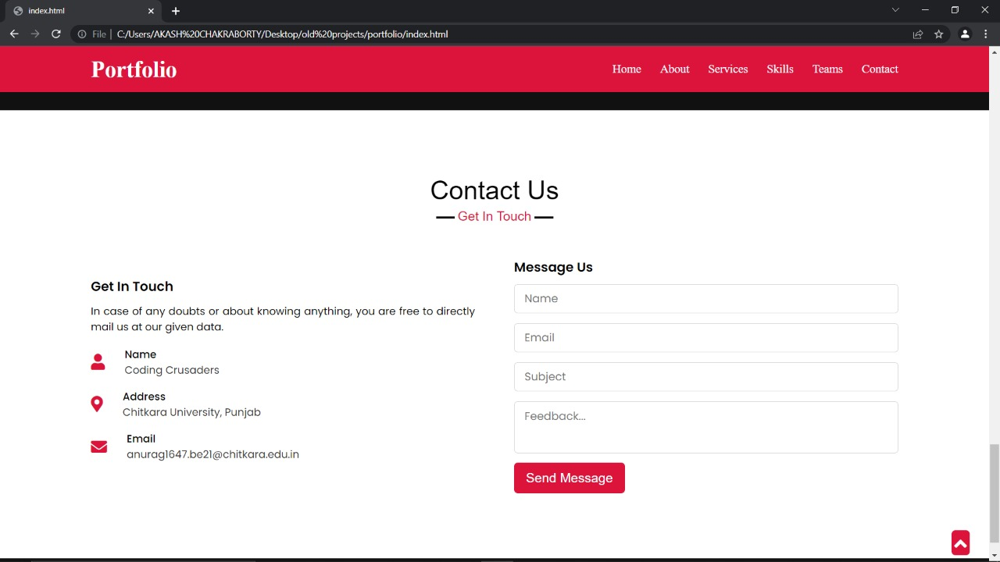 index.html
File
C:/Users/AKASH%20CHAKRABORTY/Desktop/old%20projects/portfolio/index.html
Portfolio
Home About Services Skills Teams Contact
Contact Us
Get In Touch
Get In Touch
In case of any doubts or about knowing anything, you are free to directly
mail us at our given data.
Name
Coding Crusaders
Address
Chitkara University, Punjab
Email
anurag1647.be21@chitkara.edu.in
Message Us
Name
Email
Subject
Feedback...
Send Message